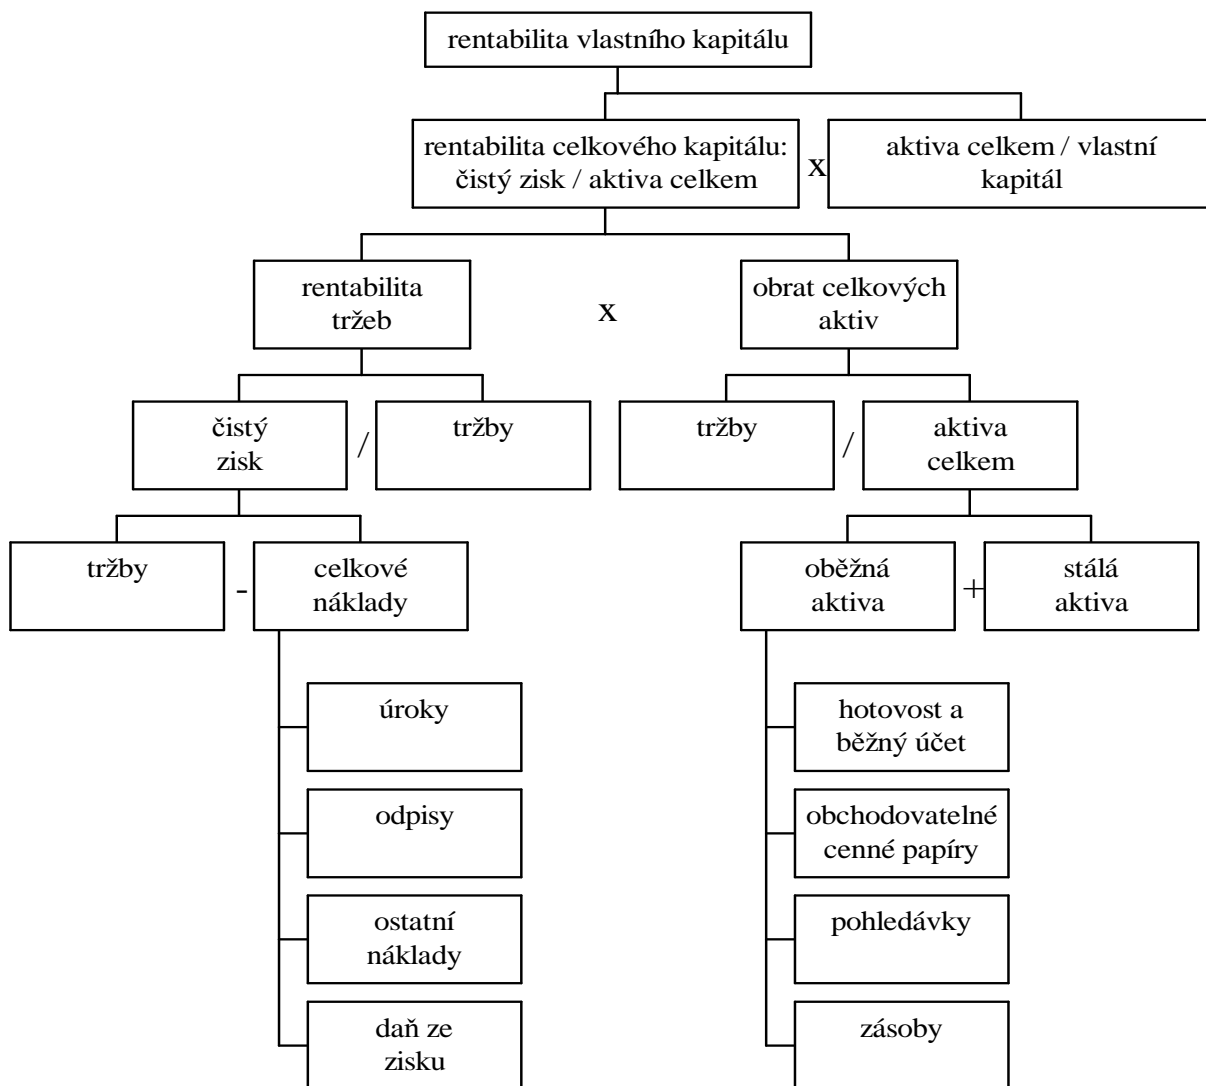 rentabilita vlastního kapitálu
rentabilita celkového kapitálu:
čistý zisk / aktiva celkem
x
aktiva celkem / vlastní
kapitál
rentabilita
tržeb
x
obrat celkových
aktiv
čistý
zisk
/
tržby
tržby
/
aktiva
celkem
tržby
-
celkové
náklady
oběžná
aktiva
+
stálá
aktiva
úroky
odpisy
ostatní
náklady
daň ze
zisku
hotovost a
běžný účet
obchodovatelné
cenné papíry
pohledávky
zásoby